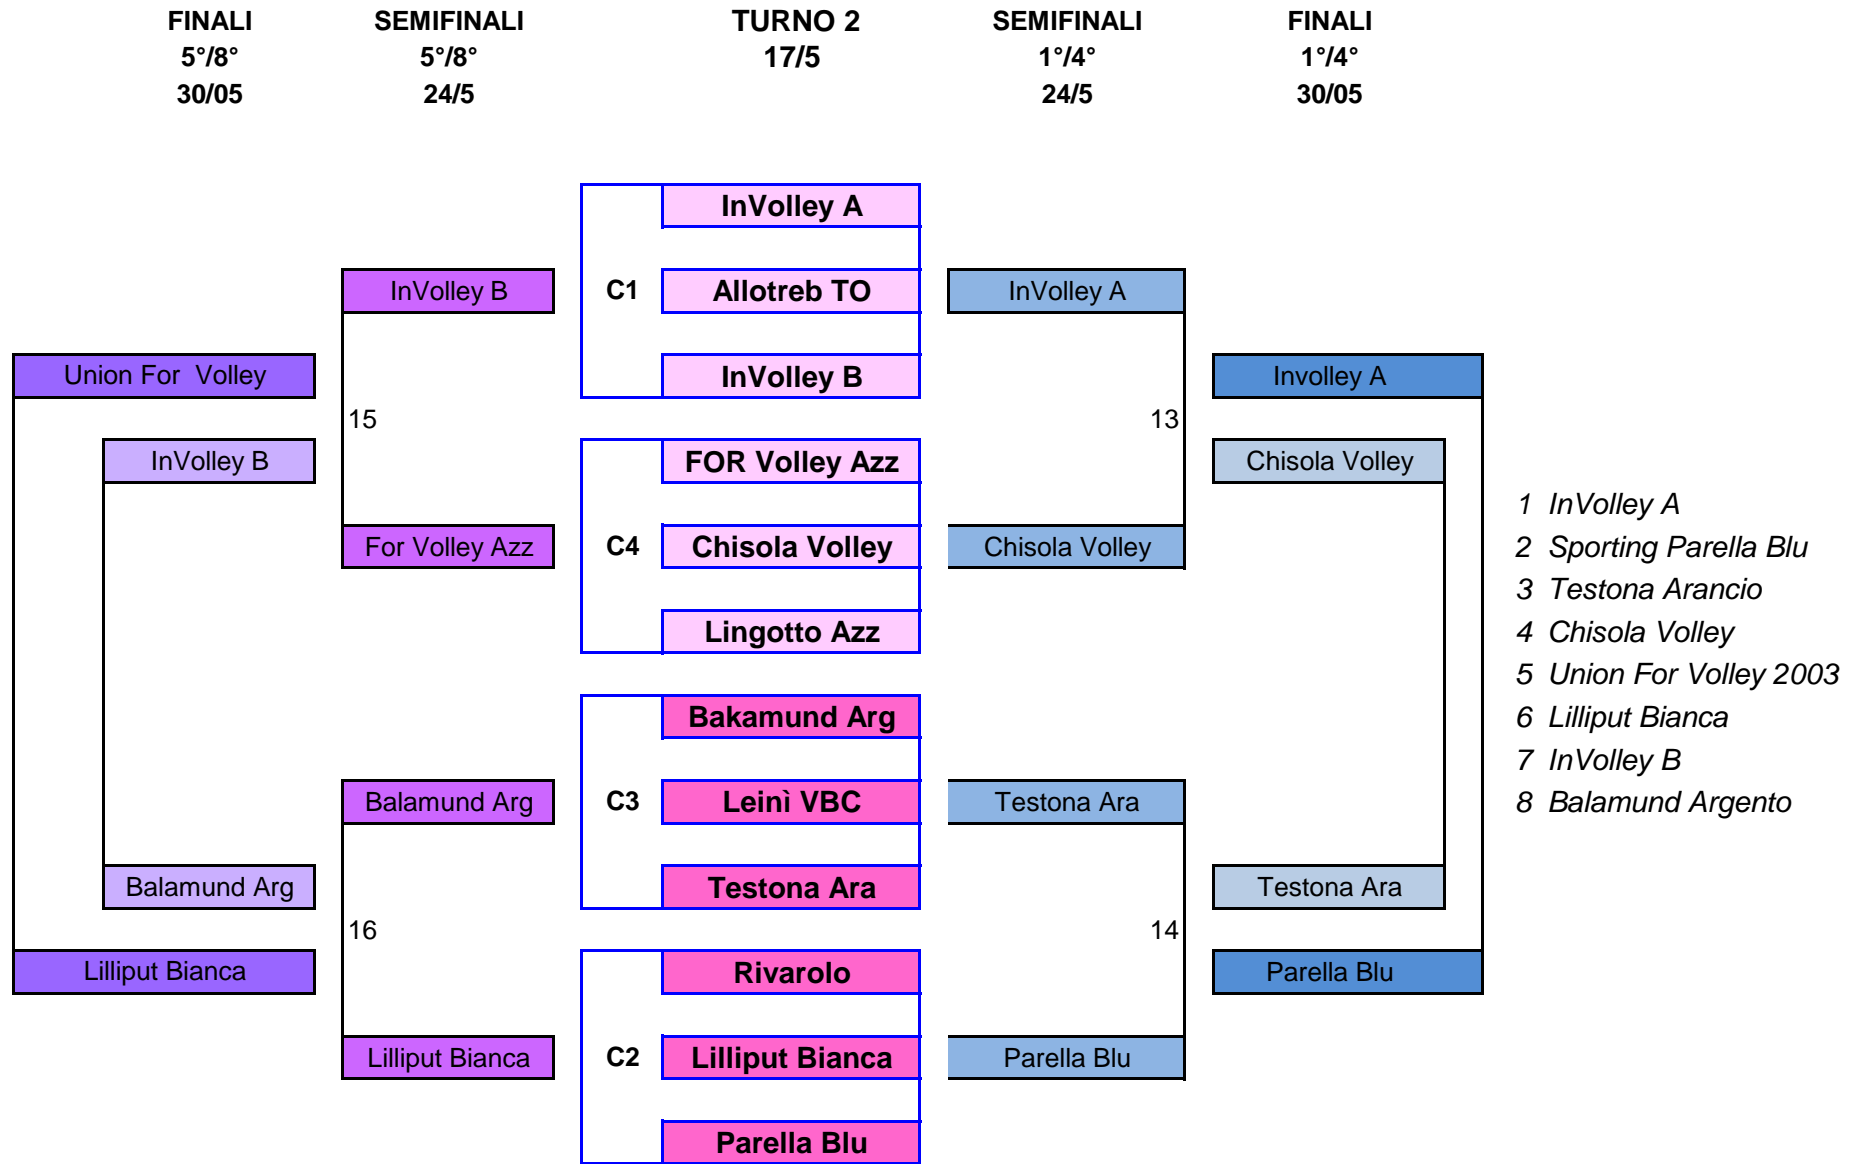 FINALI SEMIFINALI TURNO 2 SEMIFINALI FINALI
5°/8° 5°/8° 17/5 1°/4° 1°/4°
30/05 24/5 24/5 30/05
InVolley A
InVolley B C1 Allotreb TO InVolley A
Union For  Volley InVolley B Involley A
15 13
InVolley B FOR Volley Azz Chisola Volley
1 InVolley A
For Volley Azz C4 Chisola Volley Chisola Volley 2 Sporting Parella Blu
3 Testona Arancio
Lingotto Azz 4 Chisola Volley
5 Union For Volley 2003
Bakamund Arg 6 Lilliput Bianca
7 InVolley B
Balamund Arg C3 Leinì VBC Testona Ara 8 Balamund Argento
Balamund Arg Testona Ara Testona Ara
16 14
Lilliput Bianca Rivarolo Parella Blu
Lilliput Bianca C2 Lilliput Bianca Parella Blu
Parella Blu